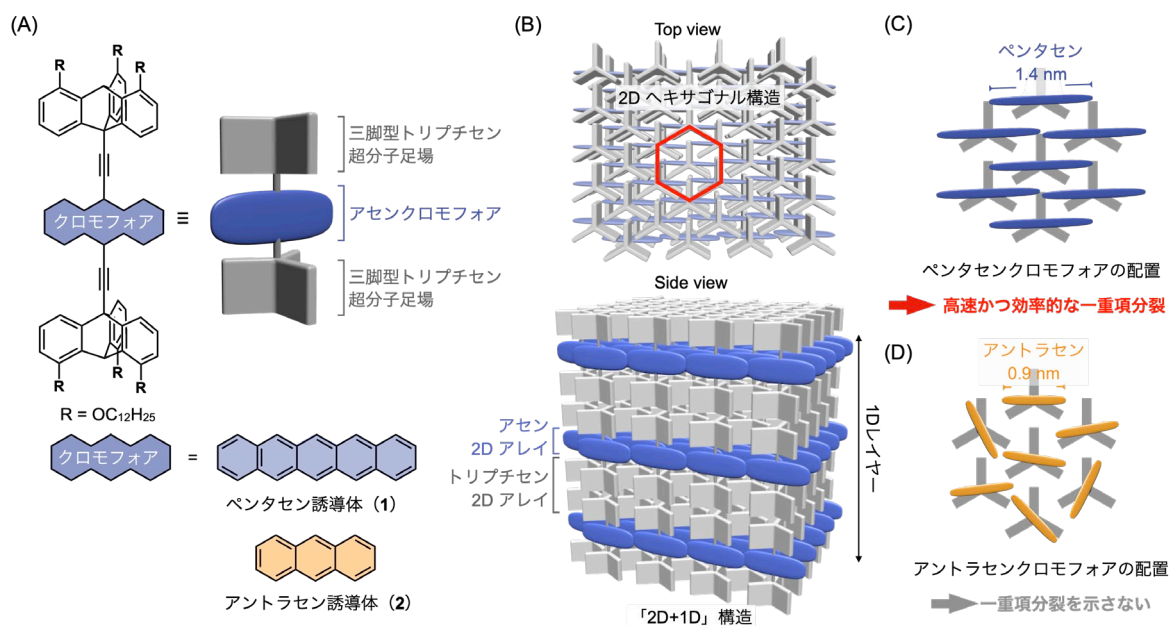 (A)
R
R
R
クロモフォア
≡
三脚型トリプチセン
超分子足場
アセンクロモフォア
三脚型トリプチセン
超分子足場
R
R
R
R = OC₁₂H₂₅
クロモフォア
=
ペンタセン誘導体（1）
アントラセン誘導体（2）
(B)
Top view
2D ヘキサゴナル構造
Side view
アセン
2D アレイ
トリプチセン
2D アレイ
1Dレイヤー
「2D+1D」構造
(C)
ペンタセン
1.4 nm
ペンタセンクロモフォアの配置
高速かつ効率的な一重項分裂
(D)
アントラセン
0.9 nm
アントラセンクロモフォアの配置
一重項分裂を示さない